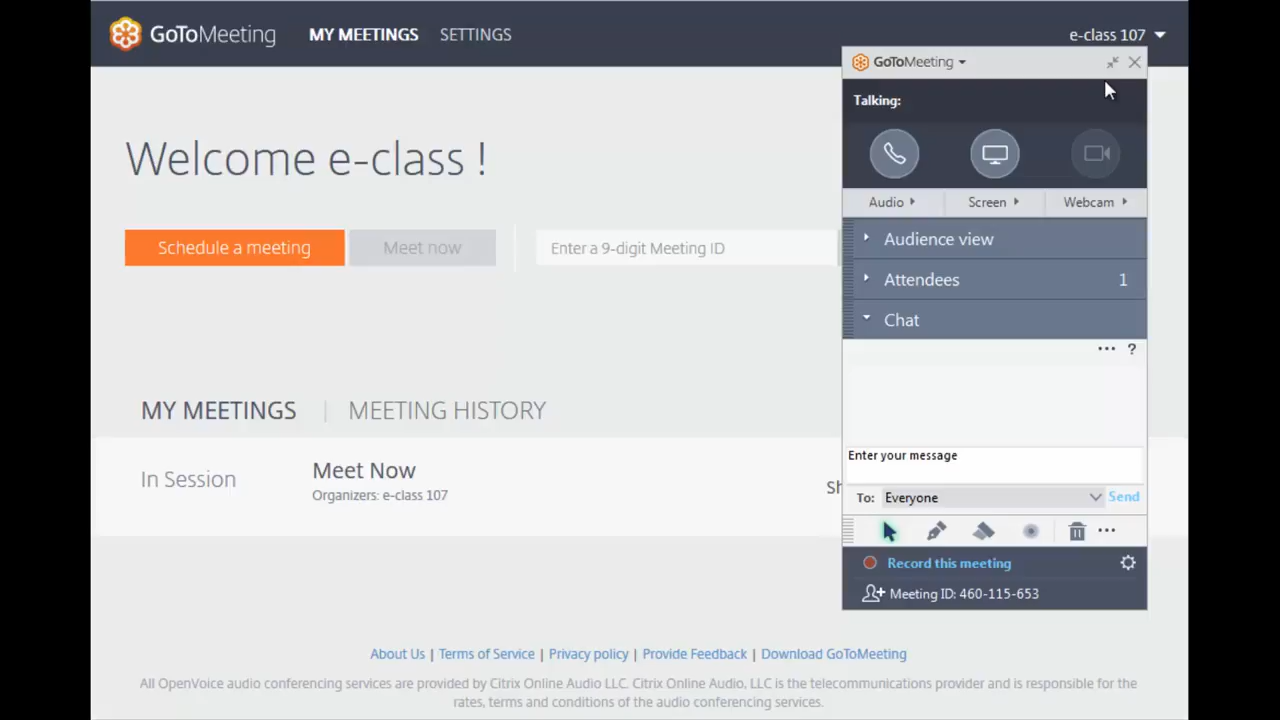 GoToMeeting MY MEETINGS SETTINGS e-class 107
GoToMeeting
Talking:
Audio Screen Webcam
Audience view
Attendees 1
Chat
... ?
Enter your message
To: Everyone Send
...
Record this meeting
Meeting ID: 460-115-653
Welcome e-class !
Schedule a meeting Meet now Enter a 9-digit Meeting ID
MY MEETINGS | MEETING HISTORY
In Session Meet Now
Organizers: e-class 107
About Us | Terms of Service | Privacy policy | Provide Feedback | Download GoToMeeting
All OpenVoice audio conferencing services are provided by Citrix Online Audio LLC. Citrix Online Audio, LLC is the telecommunications provider and is responsible for the
rates, terms and conditions of the audio conferencing services.